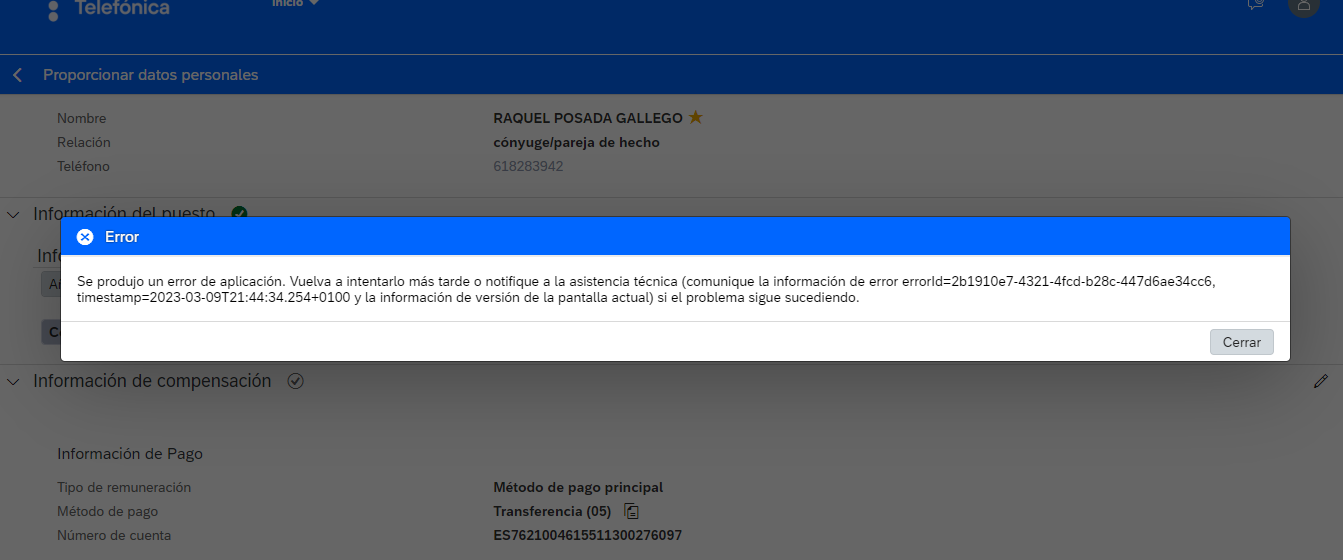 Telefónica
Inicio
Proporcionar datos personales
Nombre RAQUEL POSADA GALLEGO
Relación cónyuge/pareja de hecho
Teléfono 618283942
Información del puesto
Error
Se produjo un error de aplicación. Vuelva a intentarlo más tarde o notifique a la asistencia técnica (comunique la información de error errorId=2b1910e7-4321-4fcd-b28c-447d6ae34cc6,
timestamp=2023-03-09T21:44:34.254+0100 y la información de versión de la pantalla actual) si el problema sigue sucediendo.
Cerrar
Información de compensación
Información de Pago
Tipo de remuneración Método de pago principal
Método de pago Transferencia (05)
Número de cuenta ES7621004615511300276097